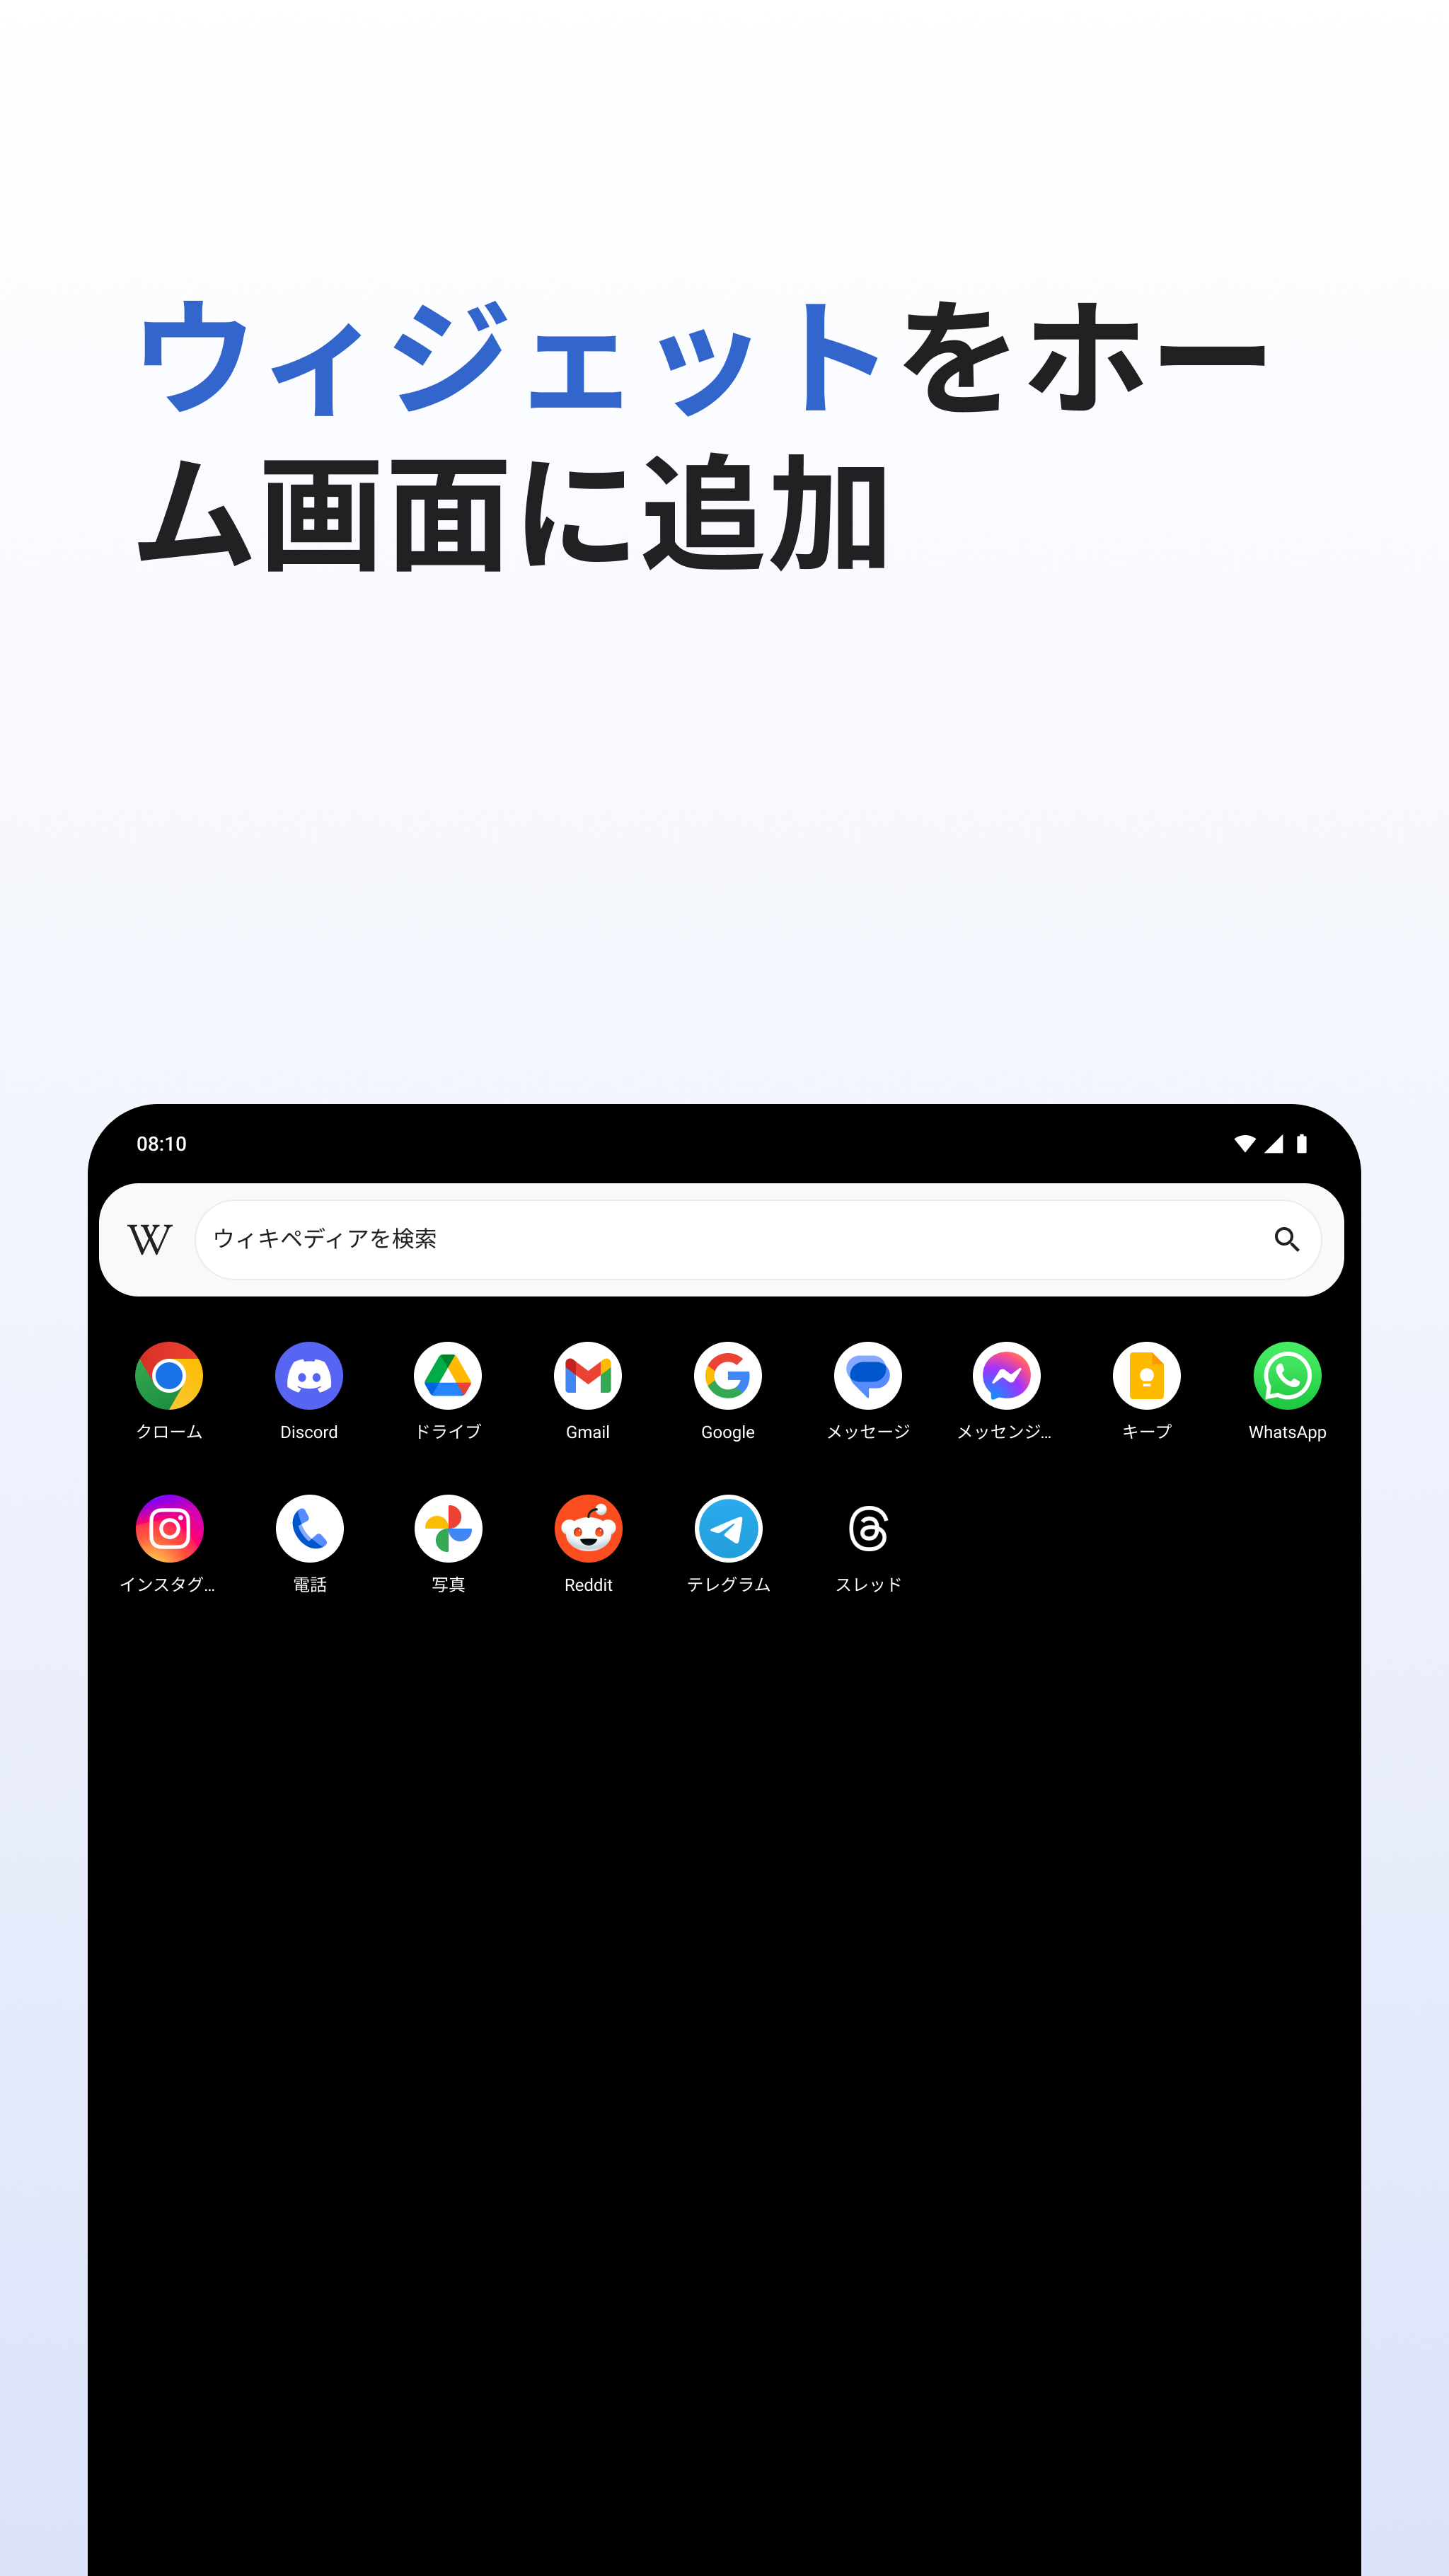 ウィジェットをホー
ム画面に追加
08:10
W ウィキペディアを検索
クローム Discord ドライブ Gmail Google メッセージ メッセンジ... キープ WhatsApp
インスタグ... 電話 写真 Reddit テレグラム スレッド